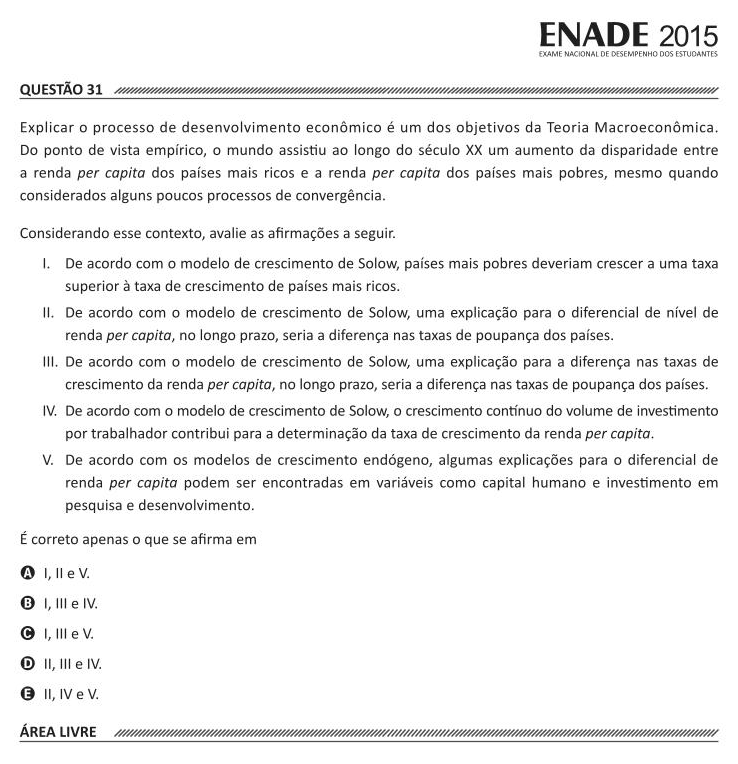 ENADE 2015
EXAME NACIONAL DE DESEMPENHO DOS ESTUDANTES
QUESTÃO 31
Explicar o processo de desenvolvimento econômico é um dos objetivos da Teoria Macroeconômica.
Do ponto de vista empírico, o mundo assistiu ao longo do século XX um aumento da disparidade entre
a renda per capita dos países mais ricos e a renda per capita dos países mais pobres, mesmo quando
considerados alguns poucos processos de convergência.
Considerando esse contexto, avalie as afirmações a seguir.
I. De acordo com o modelo de crescimento de Solow, países mais pobres deveriam crescer a uma taxa
superior à taxa de crescimento de países mais ricos.
II. De acordo com o modelo de crescimento de Solow, uma explicação para o diferencial de nível de
renda per capita, no longo prazo, seria a diferença nas taxas de poupança dos países.
III. De acordo com o modelo de crescimento de Solow, uma explicação para a diferença nas taxas de
crescimento da renda per capita, no longo prazo, seria a diferença nas taxas de poupança dos países.
IV. De acordo com o modelo de crescimento de Solow, o crescimento contínuo do volume de investimento
por trabalhador contribui para a determinação da taxa de crescimento da renda per capita.
V. De acordo com os modelos de crescimento endógeno, algumas explicações para o diferencial de
renda per capita podem ser encontradas em variáveis como capital humano e investimento em
pesquisa e desenvolvimento.
É correto apenas o que se afirma em
A I, II e V.
B I, III e IV.
C I, III e V.
D II, III e IV.
E II, IV e V.
ÁREA LIVRE